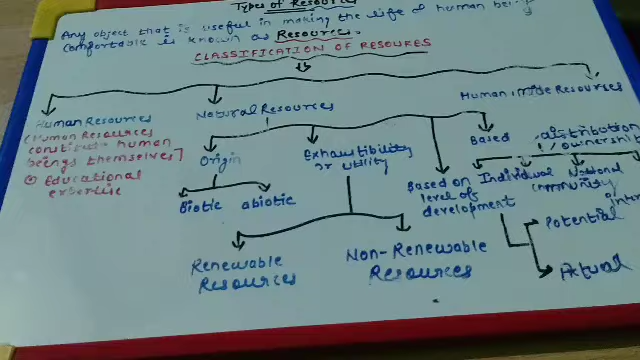 Types of Resource
Any object that is useful in making the life of human being
comfortable is known as Resources.
CLASSIFICATION OF RESOURES
Human Resources
(Human Resources
constitute human
beings themselves]
Educational
expertise
Natural Resources
Human made Resources
Origin
Biotic abiotic
Exhaustibility
or utility
Renewable
Resources
Non-Renewable
Resources
Based on
level of
development
Potential
Actual
Based distribution
ownership
Individual
community
National